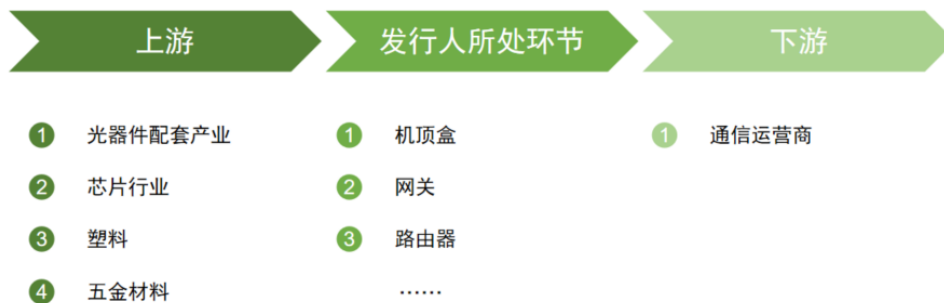 上游 发行人所处环节 下游
1 光器件配套产业 1 机顶盒 1 通信运营商
2 芯片行业 2 网关
3 塑料 3 路由器
4 五金材料 ……